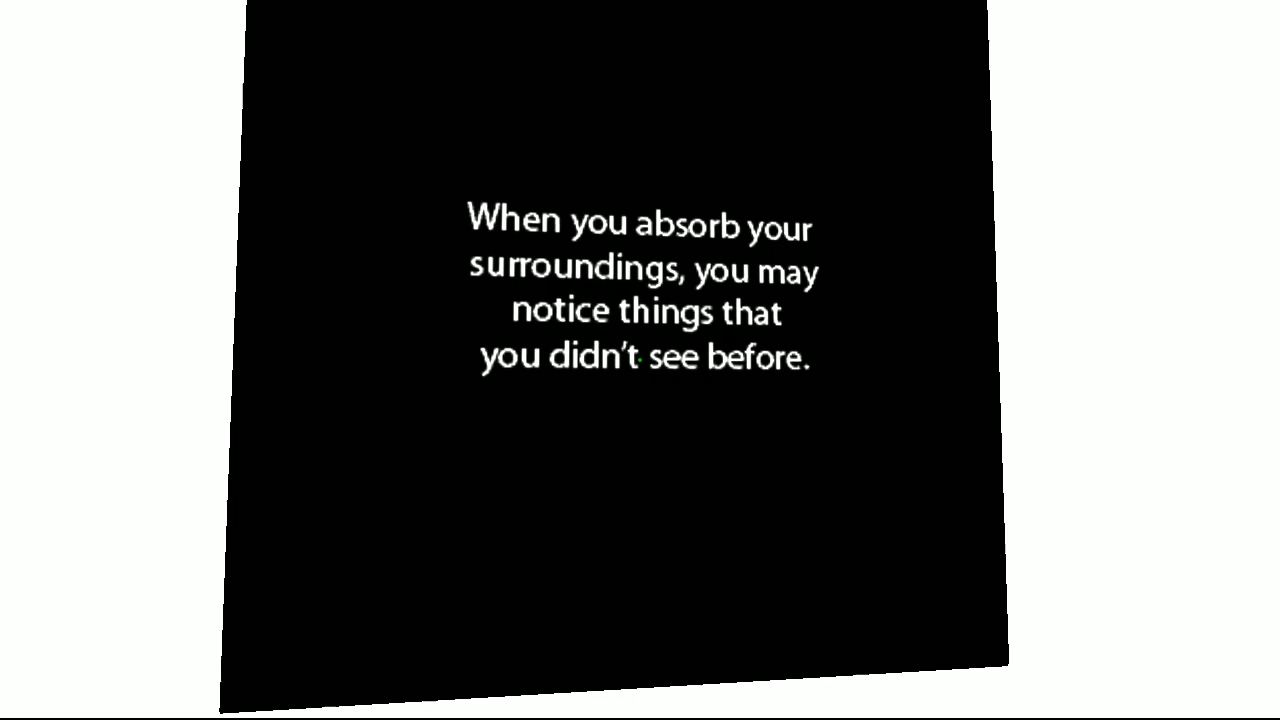 When you absorb your
surroundings, you may
notice things that
you didn't see before.